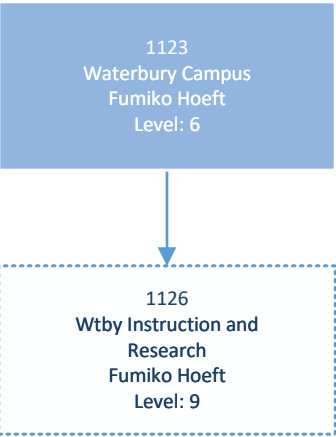 1123
Waterbury Campus
Fumiko Hoeft
Level: 6
1126
Wtby Instruction and
Research
Fumiko Hoeft
Level: 9